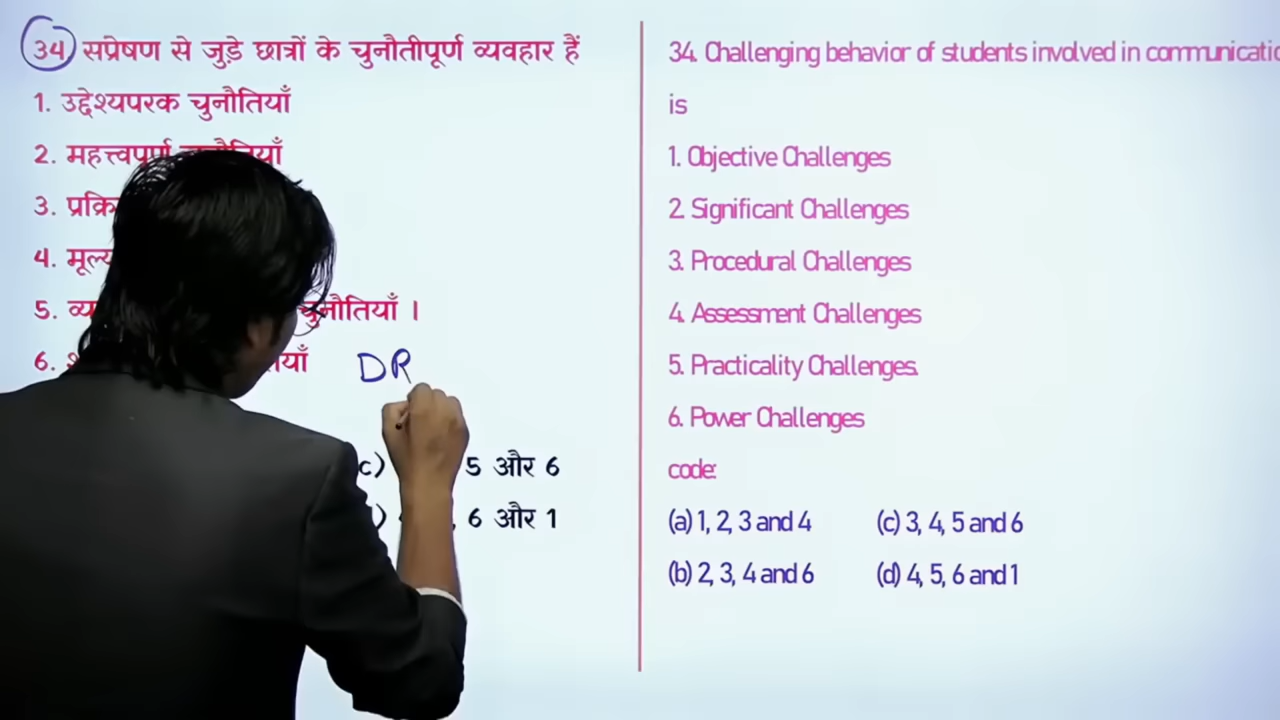 34. सप्रेषण से जुड़े छात्रों के चुनौतीपूर्ण व्यवहार हैं
1. उद्देश्यपरक चुनौतियाँ
2. महत्त्वपूर्ण चुनौतियाँ
3.
4.
5. चुनौतियाँ ।
6.
DR
c) 5 और 6
6 और 1
34. Challenging behavior of students involved in
is
1. Objective Challenges
2. Significant Challenges
3. Procedural Challenges
4. Assessment Challenges
5. Practicality Challenges.
6. Power Challenges
code:
(a) 1, 2, 3 and 4 (c) 3, 4, 5 and 6
(b) 2, 3, 4 and 6 (d) 4, 5, 6 and 1